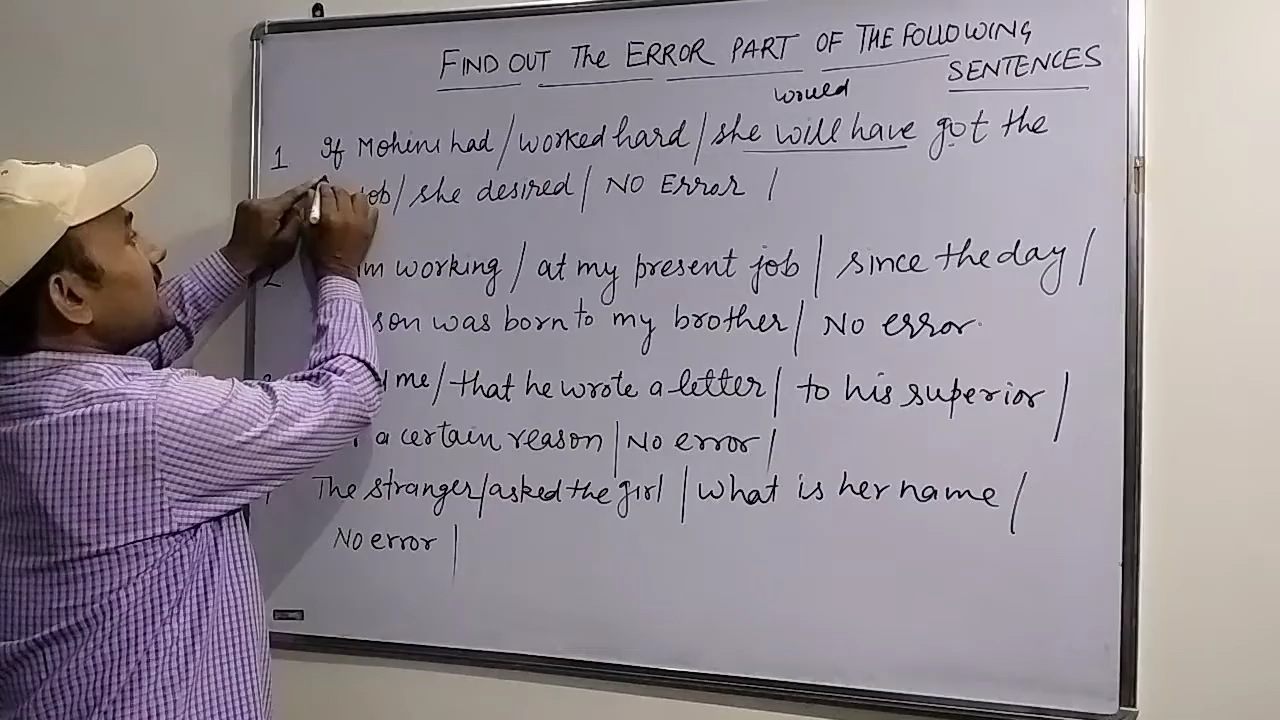 FIND OUT The ERROR PART OF THE FOLLOWING
SENTENCES
would
1 If Mohini had / worked hard / she will have got the
job / she desired / NO Error /
2 am working / at my present job / since the day /
son was born to my brother / No error.
me / that he wrote a letter / to his superior /
a certain reason / No error /
The stranger / asked the girl / what is her name /
No error /